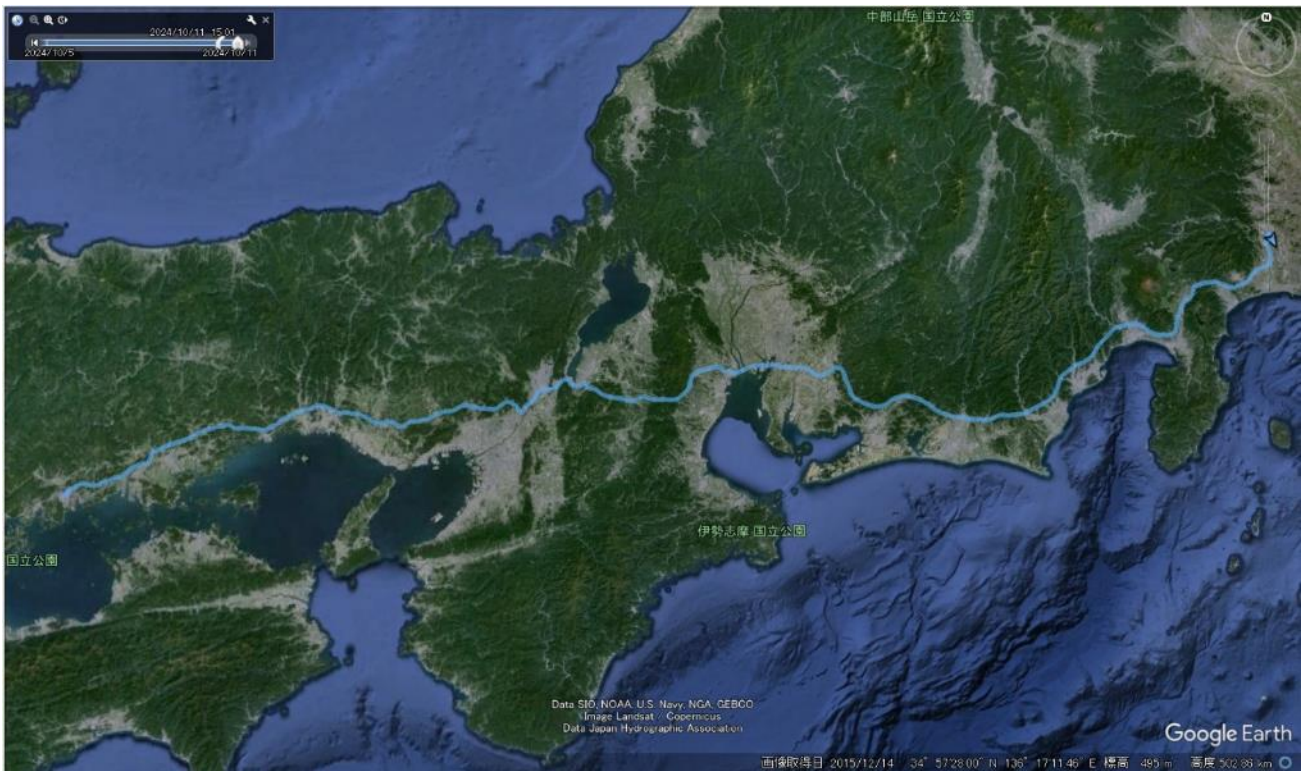 2024/10/11 15:01
2024/10/5
2024/10/11
中部山岳 国立公園
N
伊勢志摩 国立公園
国立公園
Data SIO, NOAA, U.S. Navy, NGA, GEBCO
Image Landsat / Copernicus
Data Japan Hydrographic Association
Google Earth
画像取得日 2015/12/14 34° 57'28.00" N 136° 17'11.46" E 標高 495 m 高度 502.86 km